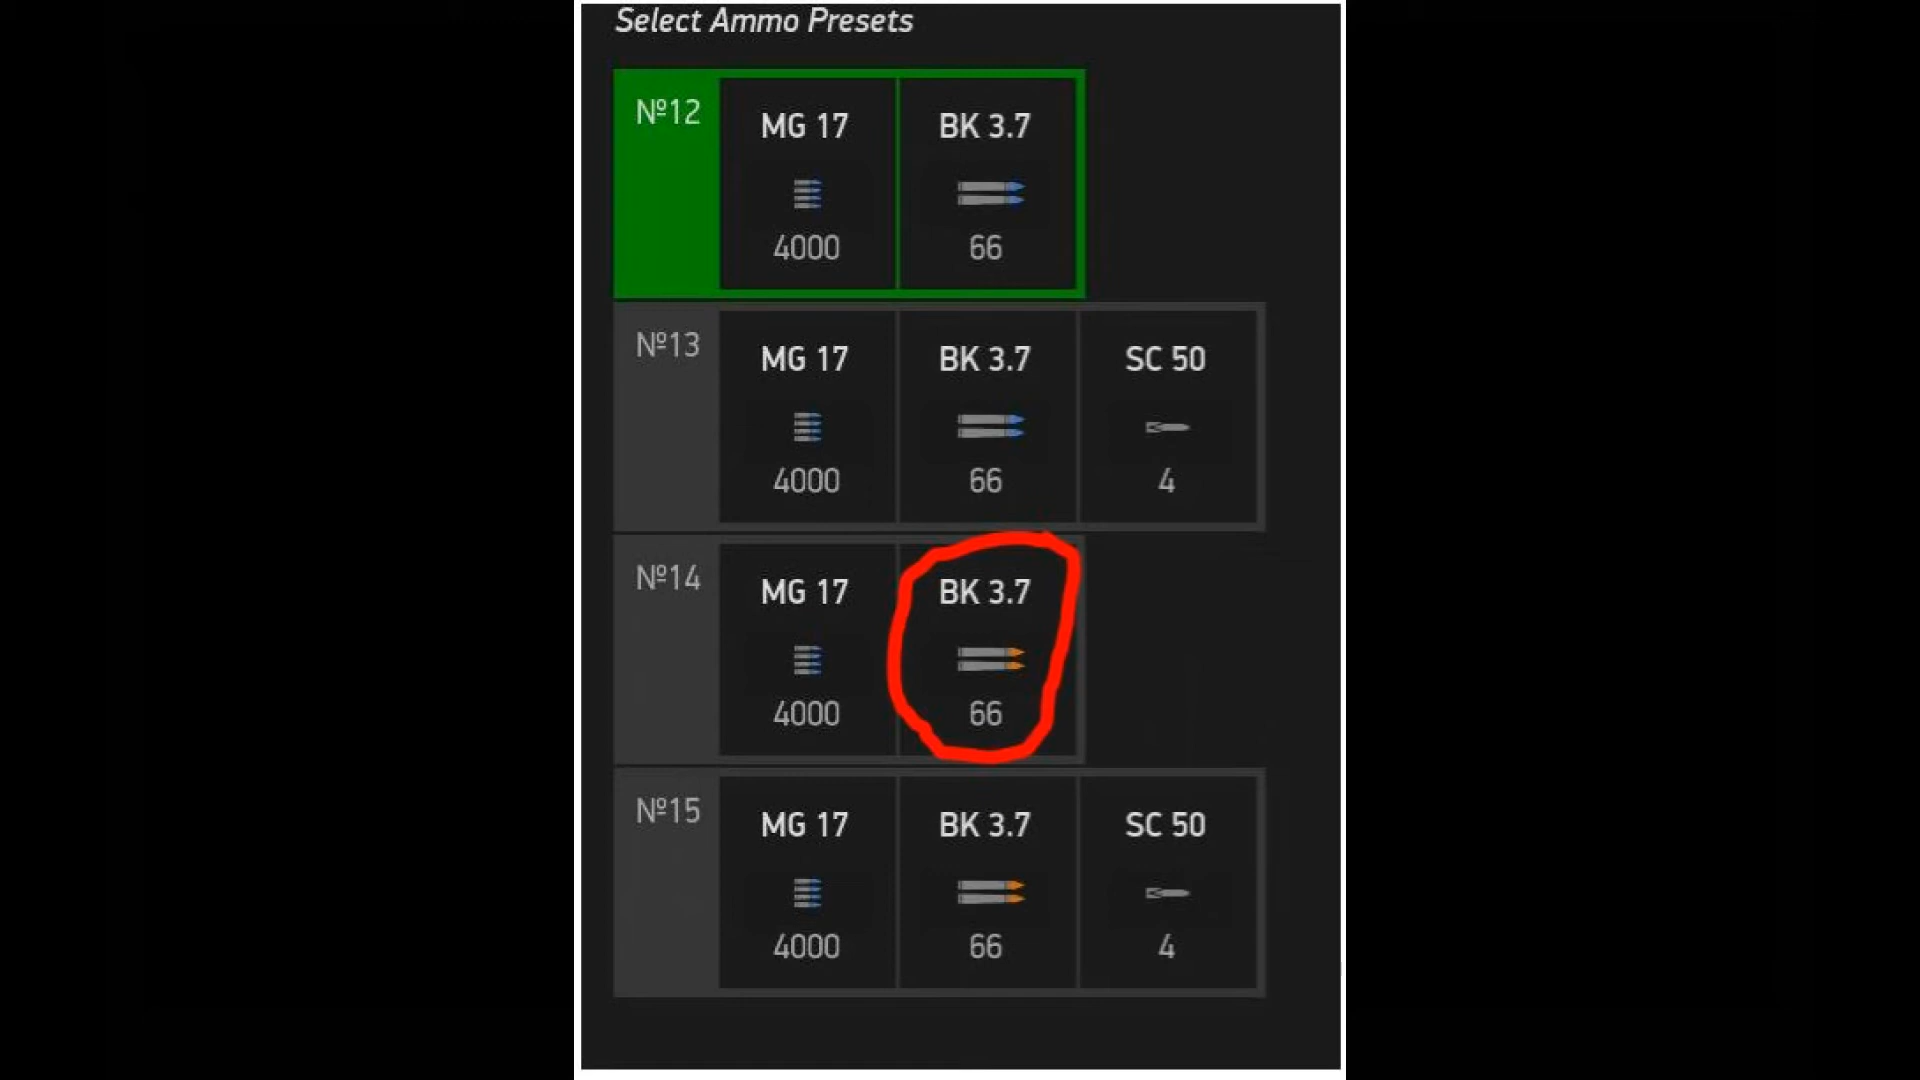 Select Ammo Presets
№12 MG 17 BK 3.7
4000 66
№13 MG 17 BK 3.7 SC 50
4000 66 4
№14 MG 17 BK 3.7
4000 66
№15 MG 17 BK 3.7 SC 50
4000 66 4